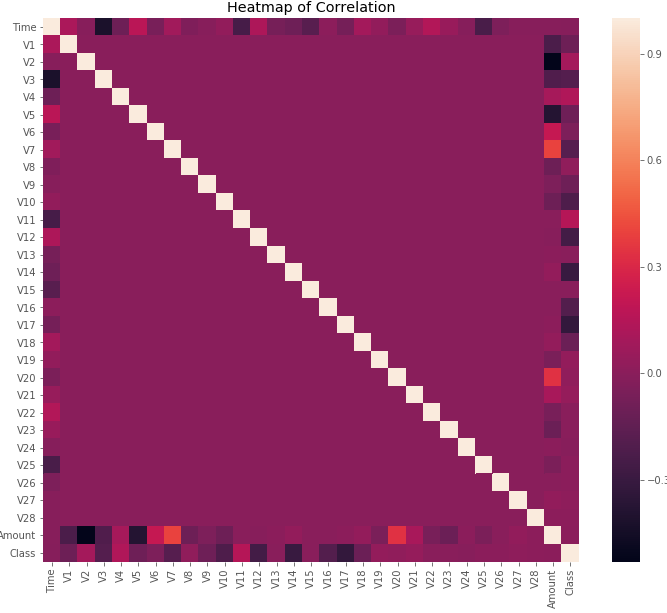 Heatmap of Correlation
Time
V1
V2
V3
V4
V5
V6
V7
V8
V9
V10
V11
V12
V13
V14
V15
V16
V17
V18
V19
V20
V21
V22
V23
V24
V25
V26
V27
V28
Amount
Class
Time V1 V2 V3 V4 V5 V6 V7 V8 V9 V10 V11 V12 V13 V14 V15 V16 V17 V18 V19 V20 V21 V22 V23 V24 V25 V26 V27 V28 Amount Class
0.9
0.6
0.3
0.0
−0.3